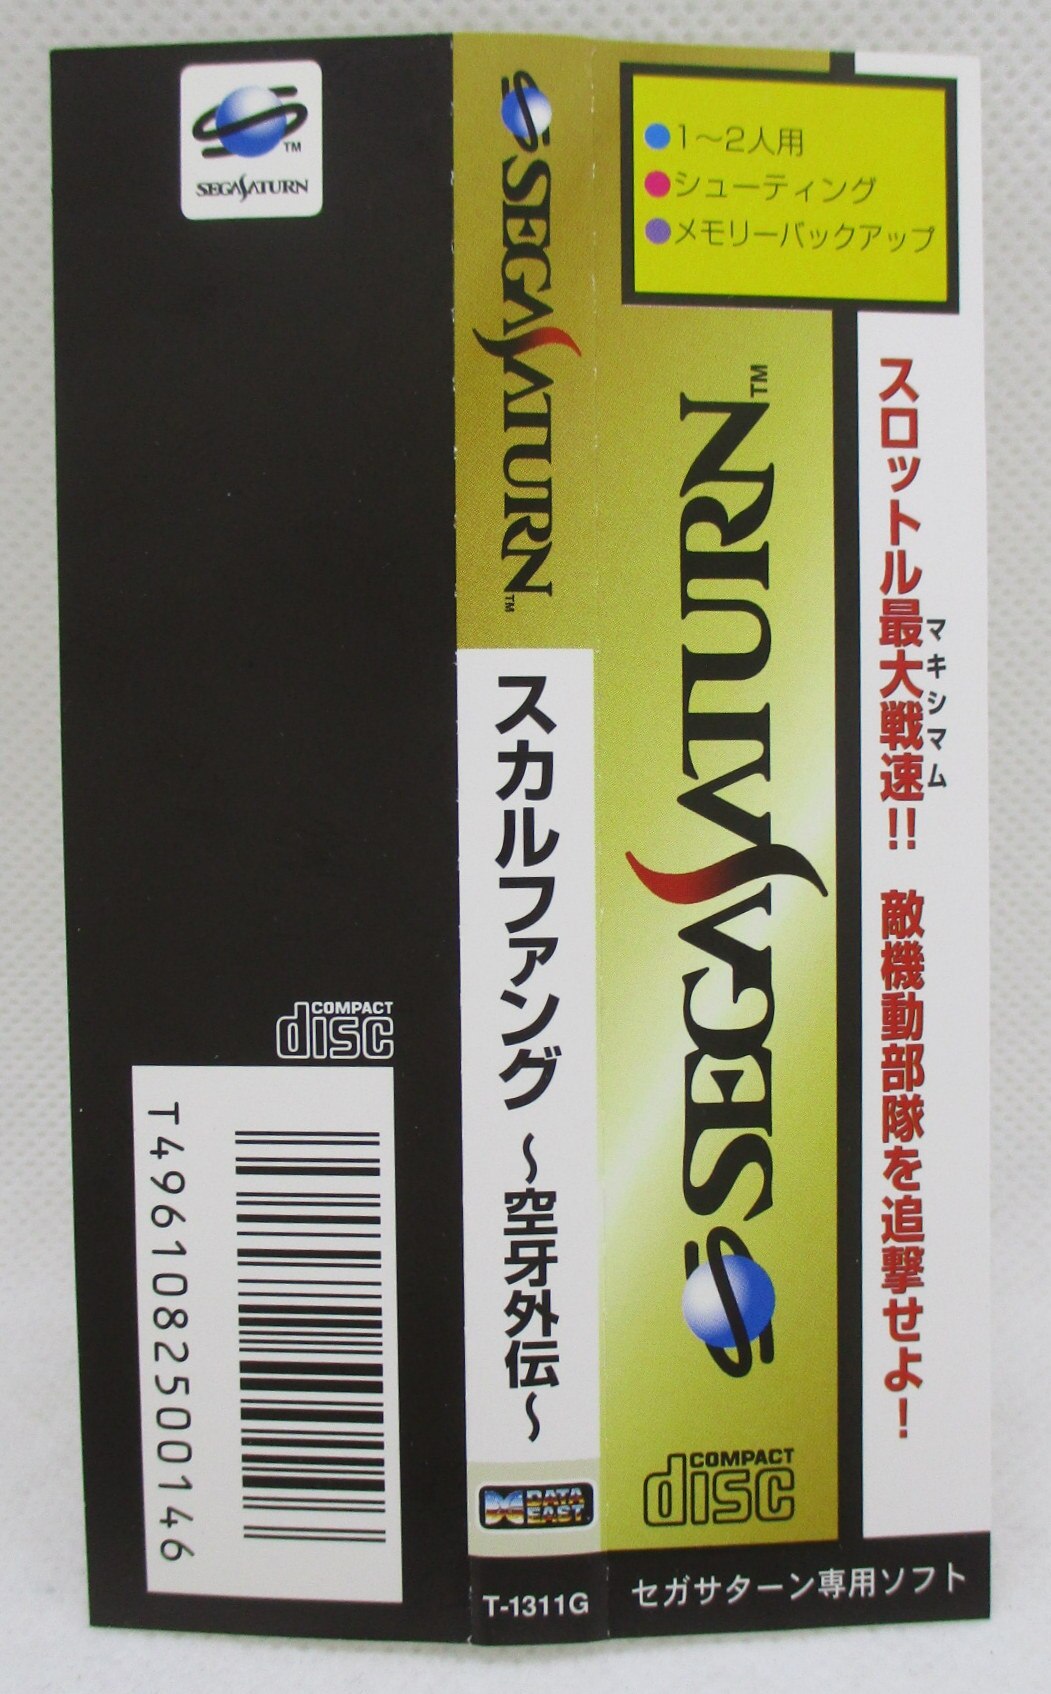 TM
SEGA SATURN
COMPACT
disc
T4961082500146
SEGA SATURN
TM
スカルファング ～空牙外伝～
DATA
EAST
T-1311G
1～2人用
シューティング
メモリーバックアップ
SEGA SATURN
TM
COMPACT
disc
スロットル最大戦速!! 敵機動部隊を追撃せよ!
マキシマム
セガサターン専用ソフト